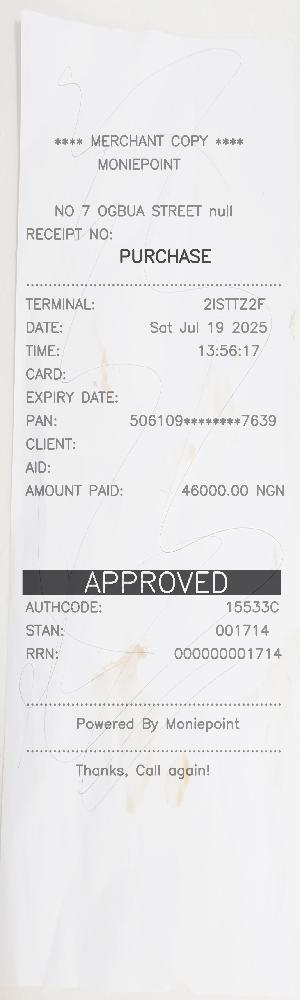 **** MERCHANT COPY ****
MONIEPOINT
NO 7 OGBUA STREET null
RECEIPT NO:
PURCHASE
TERMINAL: 2ISTTZ2F
DATE: Sat Jul 19 2025
TIME: 13:56:17
CARD:
EXPIRY DATE:
PAN: 506109********7639
CLIENT:
AID:
AMOUNT PAID: 46000.00 NGN
APPROVED
AUTHCODE: 15533C
STAN: 001714
RRN: 000000001714
Powered By Moniepoint
Thanks, Call again!